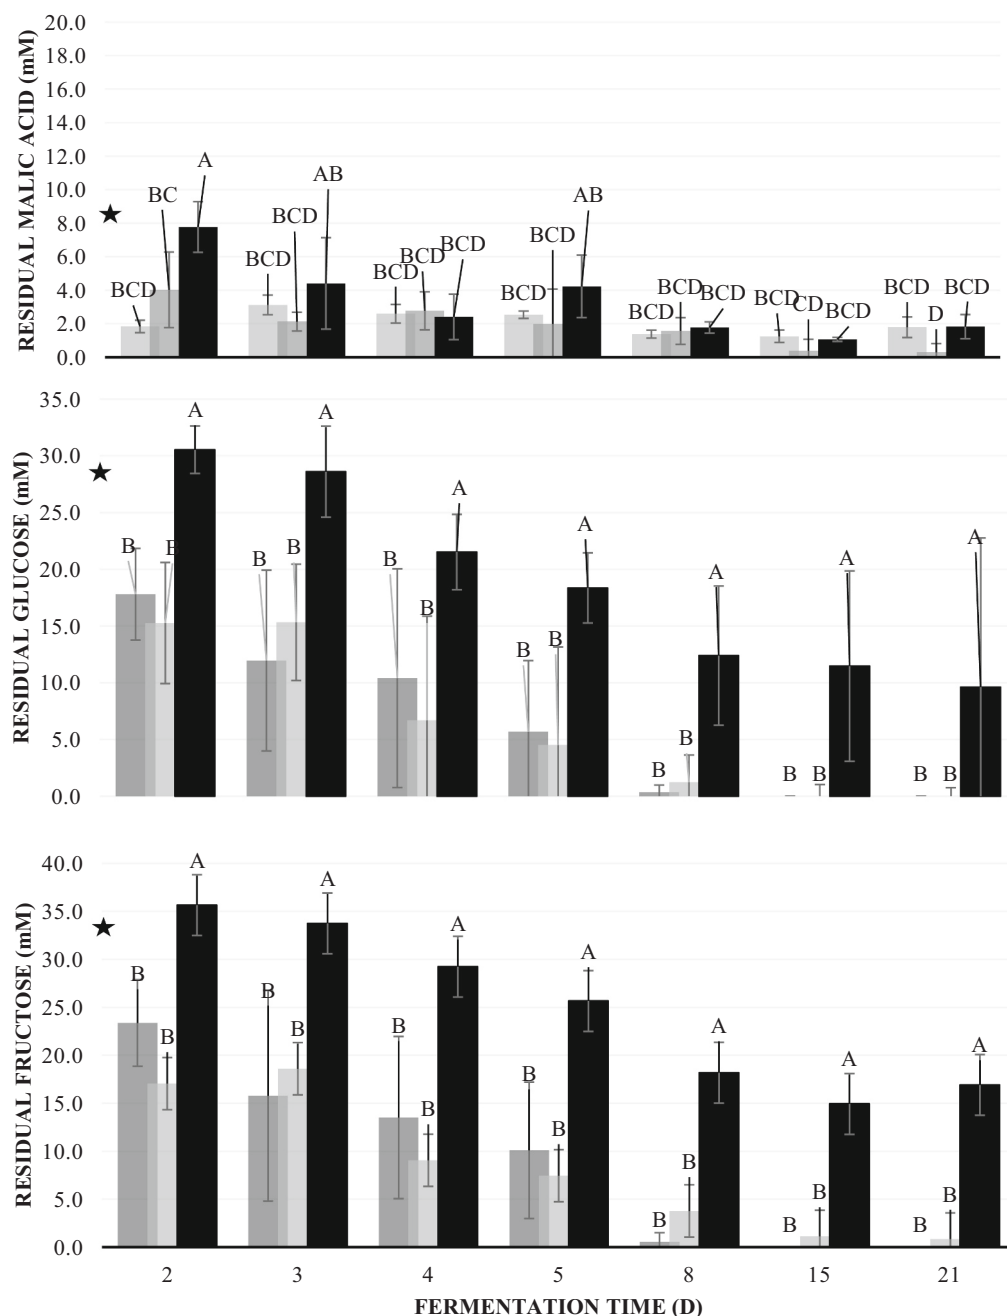 RESIDUAL MALIC ACID (mM)
20.0
18.0
16.0
14.0
12.0
10.0
8.0
6.0
4.0
2.0
0.0
★
BCD BC A
BCD BCD AB
BCD BCD BCD
BCD BCD AB
BCD BCD BCD
BCD CD BCD
BCD D BCD
RESIDUAL GLUCOSE (mM)
35.0
30.0
25.0
20.0
15.0
10.0
5.0
0.0
★
B B A
B B A
B B A
B B A
B B A
B B A
B B A
RESIDUAL FRUCTOSE (mM)
40.0
35.0
30.0
25.0
20.0
15.0
10.0
5.0
0.0
★
B B A
B B A
B B A
B B A
B B A
B B A
B B A
2 3 4 5 8 15 21
FERMENTATION TIME (D)